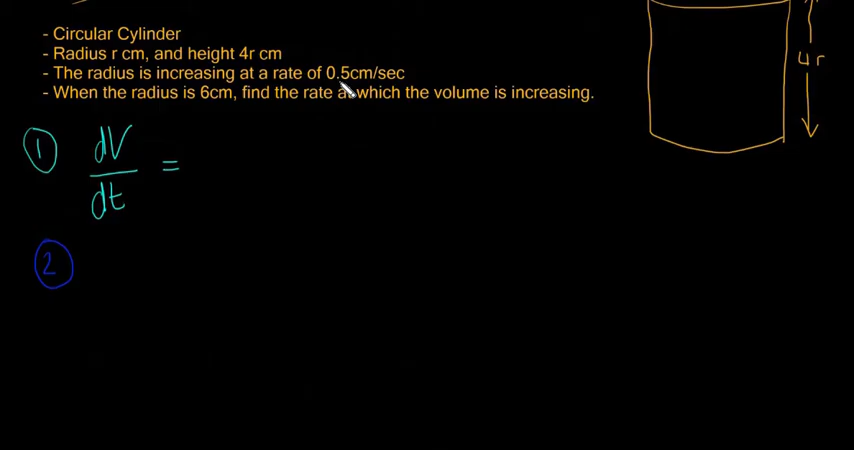 - Circular Cylinder
- Radius r cm, and height 4r cm
- The radius is increasing at a rate of 0.5cm/sec
- When the radius is 6cm, find the rate at which the volume is increasing.
4r
1 dV/dt =
2